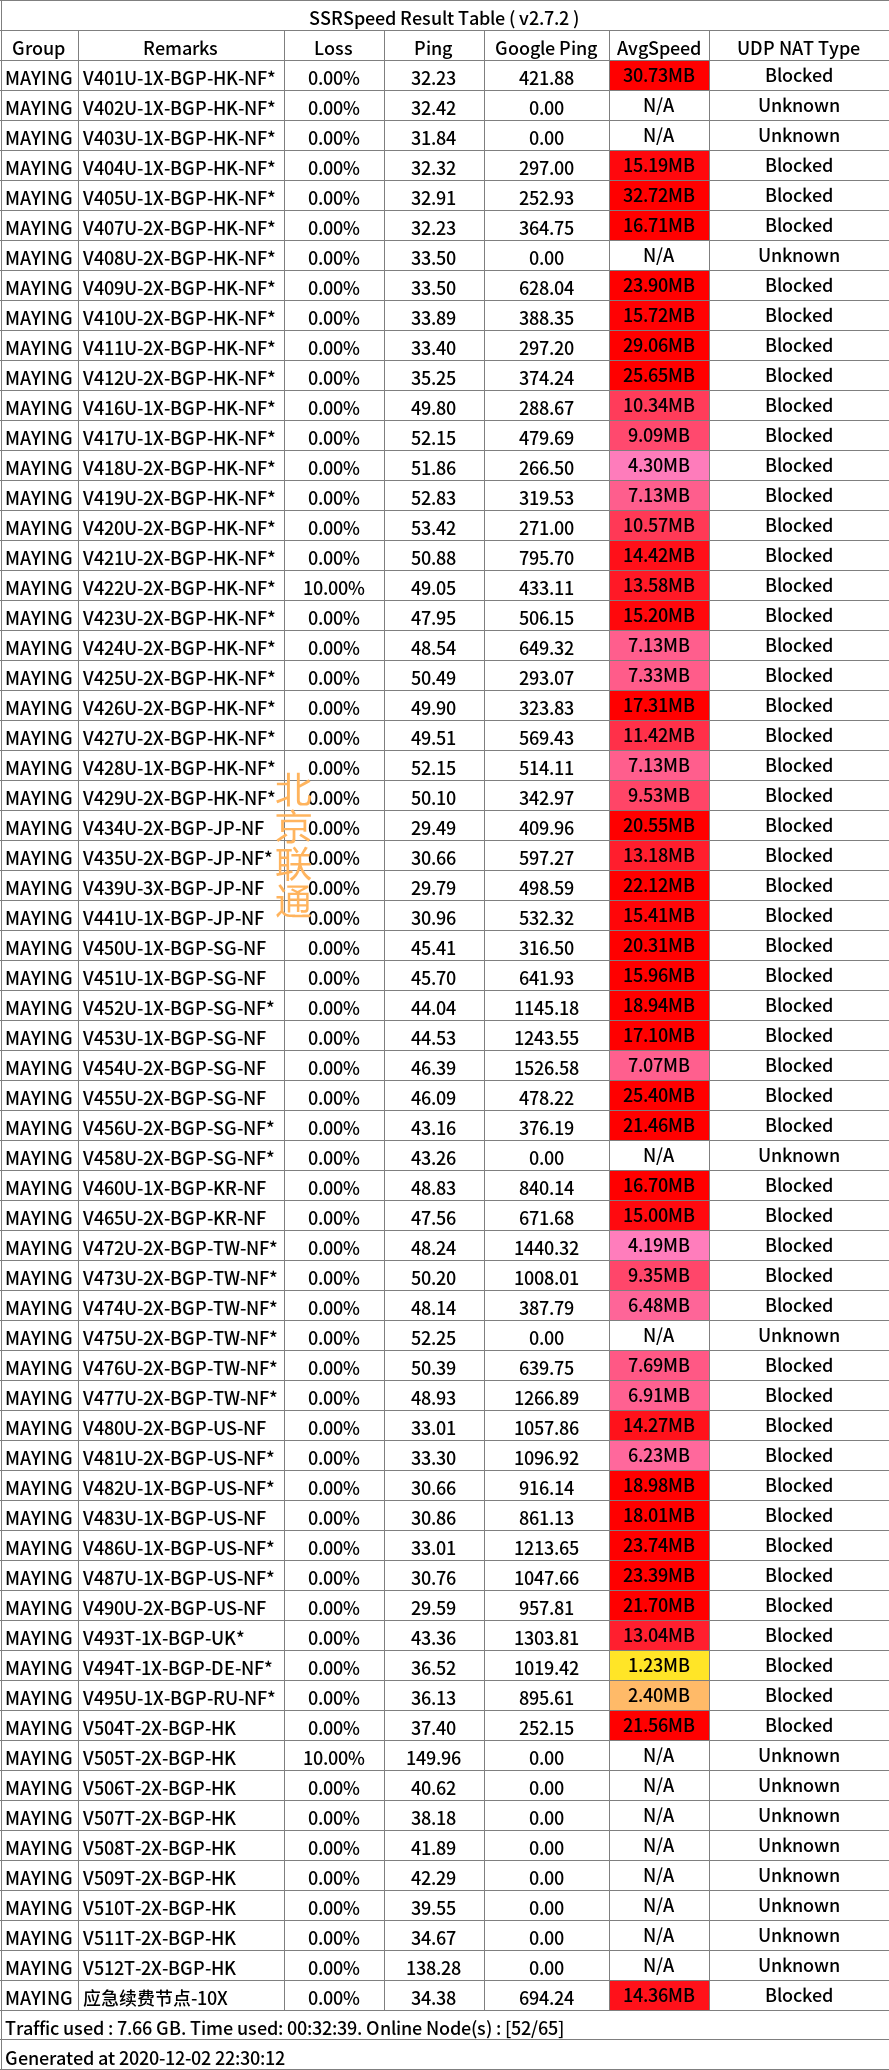 SSRSpeed Result Table ( v2.7.2 )
Group Remarks Loss Ping Google Ping AvgSpeed UDP NAT Type
MAYING V401U-1X-BGP-HK-NF* 0.00% 32.23 421.88 30.73MB Blocked
MAYING V402U-1X-BGP-HK-NF* 0.00% 32.42 0.00 N/A Unknown
MAYING V403U-1X-BGP-HK-NF* 0.00% 31.84 0.00 N/A Unknown
MAYING V404U-1X-BGP-HK-NF* 0.00% 32.32 297.00 15.19MB Blocked
MAYING V405U-1X-BGP-HK-NF* 0.00% 32.91 252.93 32.72MB Blocked
MAYING V407U-2X-BGP-HK-NF* 0.00% 32.23 364.75 16.71MB Blocked
MAYING V408U-2X-BGP-HK-NF* 0.00% 33.50 0.00 N/A Unknown
MAYING V409U-2X-BGP-HK-NF* 0.00% 33.50 628.04 23.90MB Blocked
MAYING V410U-2X-BGP-HK-NF* 0.00% 33.89 388.35 15.72MB Blocked
MAYING V411U-2X-BGP-HK-NF* 0.00% 33.40 297.20 29.06MB Blocked
MAYING V412U-2X-BGP-HK-NF* 0.00% 35.25 374.24 25.65MB Blocked
MAYING V416U-1X-BGP-HK-NF* 0.00% 49.80 288.67 10.34MB Blocked
MAYING V417U-1X-BGP-HK-NF* 0.00% 52.15 479.69 9.09MB Blocked
MAYING V418U-2X-BGP-HK-NF* 0.00% 51.86 266.50 4.30MB Blocked
MAYING V419U-2X-BGP-HK-NF* 0.00% 52.83 319.53 7.13MB Blocked
MAYING V420U-2X-BGP-HK-NF* 0.00% 53.42 271.00 10.57MB Blocked
MAYING V421U-2X-BGP-HK-NF* 0.00% 50.88 795.70 14.42MB Blocked
MAYING V422U-2X-BGP-HK-NF* 10.00% 49.05 433.11 13.58MB Blocked
MAYING V423U-2X-BGP-HK-NF* 0.00% 47.95 506.15 15.20MB Blocked
MAYING V424U-2X-BGP-HK-NF* 0.00% 48.54 649.32 7.13MB Blocked
MAYING V425U-2X-BGP-HK-NF* 0.00% 50.49 293.07 7.33MB Blocked
MAYING V426U-2X-BGP-HK-NF* 0.00% 49.90 323.83 17.31MB Blocked
MAYING V427U-2X-BGP-HK-NF* 0.00% 49.51 569.43 11.42MB Blocked
MAYING V428U-1X-BGP-HK-NF* 0.00% 52.15 514.11 7.13MB Blocked
MAYING V429U-2X-BGP-HK-NF* 0.00% 50.10 342.97 9.53MB Blocked
MAYING V434U-2X-BGP-JP-NF 0.00% 29.49 409.96 20.55MB Blocked
MAYING V435U-2X-BGP-JP-NF* 0.00% 30.66 597.27 13.18MB Blocked
MAYING V439U-3X-BGP-JP-NF 0.00% 29.79 498.59 22.12MB Blocked
MAYING V441U-1X-BGP-JP-NF 0.00% 30.96 532.32 15.41MB Blocked
北京联通
MAYING V450U-1X-BGP-SG-NF 0.00% 45.41 316.50 20.31MB Blocked
MAYING V451U-1X-BGP-SG-NF 0.00% 45.70 641.93 15.96MB Blocked
MAYING V452U-1X-BGP-SG-NF* 0.00% 44.04 1145.18 18.94MB Blocked
MAYING V453U-1X-BGP-SG-NF 0.00% 44.53 1243.55 17.10MB Blocked
MAYING V454U-2X-BGP-SG-NF 0.00% 46.39 1526.58 7.07MB Blocked
MAYING V455U-2X-BGP-SG-NF 0.00% 46.09 478.22 25.40MB Blocked
MAYING V456U-2X-BGP-SG-NF* 0.00% 43.16 376.19 21.46MB Blocked
MAYING V458U-2X-BGP-SG-NF* 0.00% 43.26 0.00 N/A Unknown
MAYING V460U-1X-BGP-KR-NF 0.00% 48.83 840.14 16.70MB Blocked
MAYING V465U-2X-BGP-KR-NF 0.00% 47.56 671.68 15.00MB Blocked
MAYING V472U-2X-BGP-TW-NF* 0.00% 48.24 1440.32 4.19MB Blocked
MAYING V473U-2X-BGP-TW-NF* 0.00% 50.20 1008.01 9.35MB Blocked
MAYING V474U-2X-BGP-TW-NF* 0.00% 48.14 387.79 6.48MB Blocked
MAYING V475U-2X-BGP-TW-NF* 0.00% 52.25 0.00 N/A Unknown
MAYING V476U-2X-BGP-TW-NF* 0.00% 50.39 639.75 7.69MB Blocked
MAYING V477U-2X-BGP-TW-NF* 0.00% 48.93 1266.89 6.91MB Blocked
MAYING V480U-2X-BGP-US-NF 0.00% 33.01 1057.86 14.27MB Blocked
MAYING V481U-2X-BGP-US-NF* 0.00% 33.30 1096.92 6.23MB Blocked
MAYING V482U-1X-BGP-US-NF* 0.00% 30.66 916.14 18.98MB Blocked
MAYING V483U-1X-BGP-US-NF 0.00% 30.86 861.13 18.01MB Blocked
MAYING V486U-1X-BGP-US-NF* 0.00% 33.01 1213.65 23.74MB Blocked
MAYING V487U-1X-BGP-US-NF* 0.00% 30.76 1047.66 23.39MB Blocked
MAYING V490U-2X-BGP-US-NF 0.00% 29.59 957.81 21.70MB Blocked
MAYING V493T-1X-BGP-UK* 0.00% 43.36 1303.81 13.04MB Blocked
MAYING V494T-1X-BGP-DE-NF* 0.00% 36.52 1019.42 1.23MB Blocked
MAYING V495U-1X-BGP-RU-NF* 0.00% 36.13 895.61 2.40MB Blocked
MAYING V504T-2X-BGP-HK 0.00% 37.40 252.15 21.56MB Blocked
MAYING V505T-2X-BGP-HK 10.00% 149.96 0.00 N/A Unknown
MAYING V506T-2X-BGP-HK 0.00% 40.62 0.00 N/A Unknown
MAYING V507T-2X-BGP-HK 0.00% 38.18 0.00 N/A Unknown
MAYING V508T-2X-BGP-HK 0.00% 41.89 0.00 N/A Unknown
MAYING V509T-2X-BGP-HK 0.00% 42.29 0.00 N/A Unknown
MAYING V510T-2X-BGP-HK 0.00% 39.55 0.00 N/A Unknown
MAYING V511T-2X-BGP-HK 0.00% 34.67 0.00 N/A Unknown
MAYING V512T-2X-BGP-HK 0.00% 138.28 0.00 N/A Unknown
MAYING 应急续费节点-10X 0.00% 34.38 694.24 14.36MB Blocked
Traffic used : 7.66 GB. Time used: 00:32:39. Online Node(s) : [52/65]
Generated at 2020-12-02 22:30:12